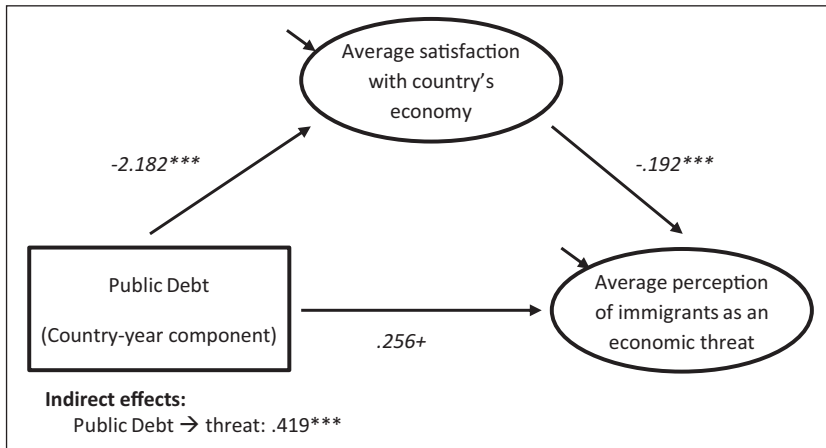 Average satisfaction
with country's
economy
-2.182***
-.192***
Public Debt
(Country-year component)
.256+
Average perception
of immigrants as an
economic threat
Indirect effects:
Public Debt → threat: .419***